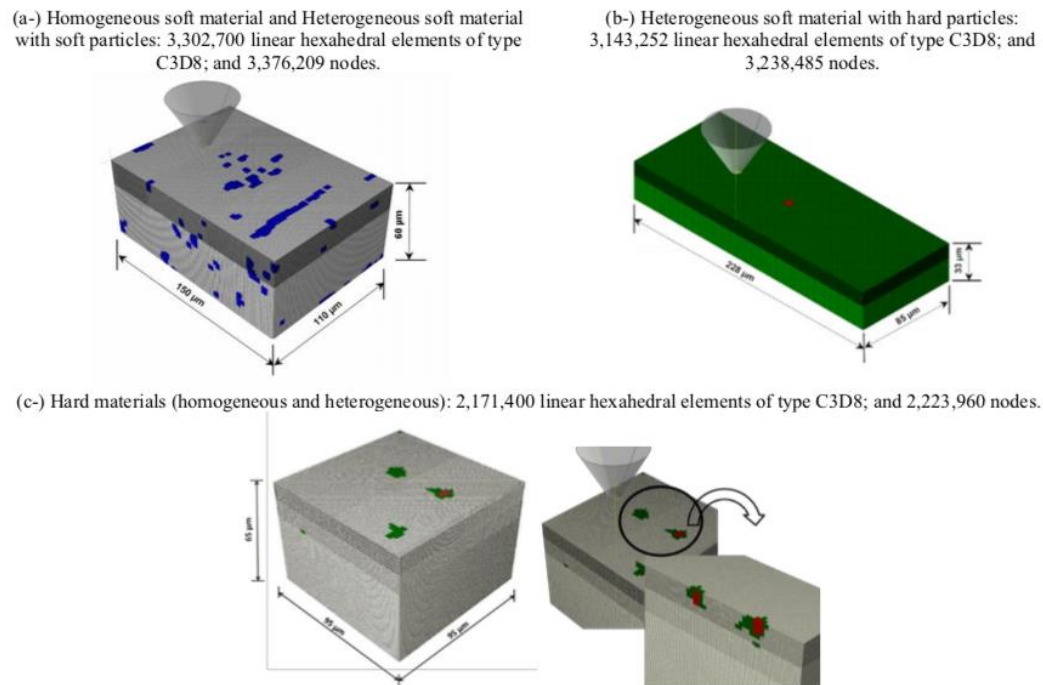 (a-) Homogeneous soft material and Heterogeneous soft material
with soft particles: 3,302,700 linear hexahedral elements of type
C3D8; and 3,376,209 nodes.
(b-) Heterogeneous soft material with hard particles:
3,143,252 linear hexahedral elements of type C3D8; and
3,238,485 nodes.
60 µm
150 µm
110 µm
33 µm
228 µm
85 µm
(c-) Hard materials (homogeneous and heterogeneous): 2,171,400 linear hexahedral elements of type C3D8; and 2,223,960 nodes.
65 µm
95 µm
95 µm